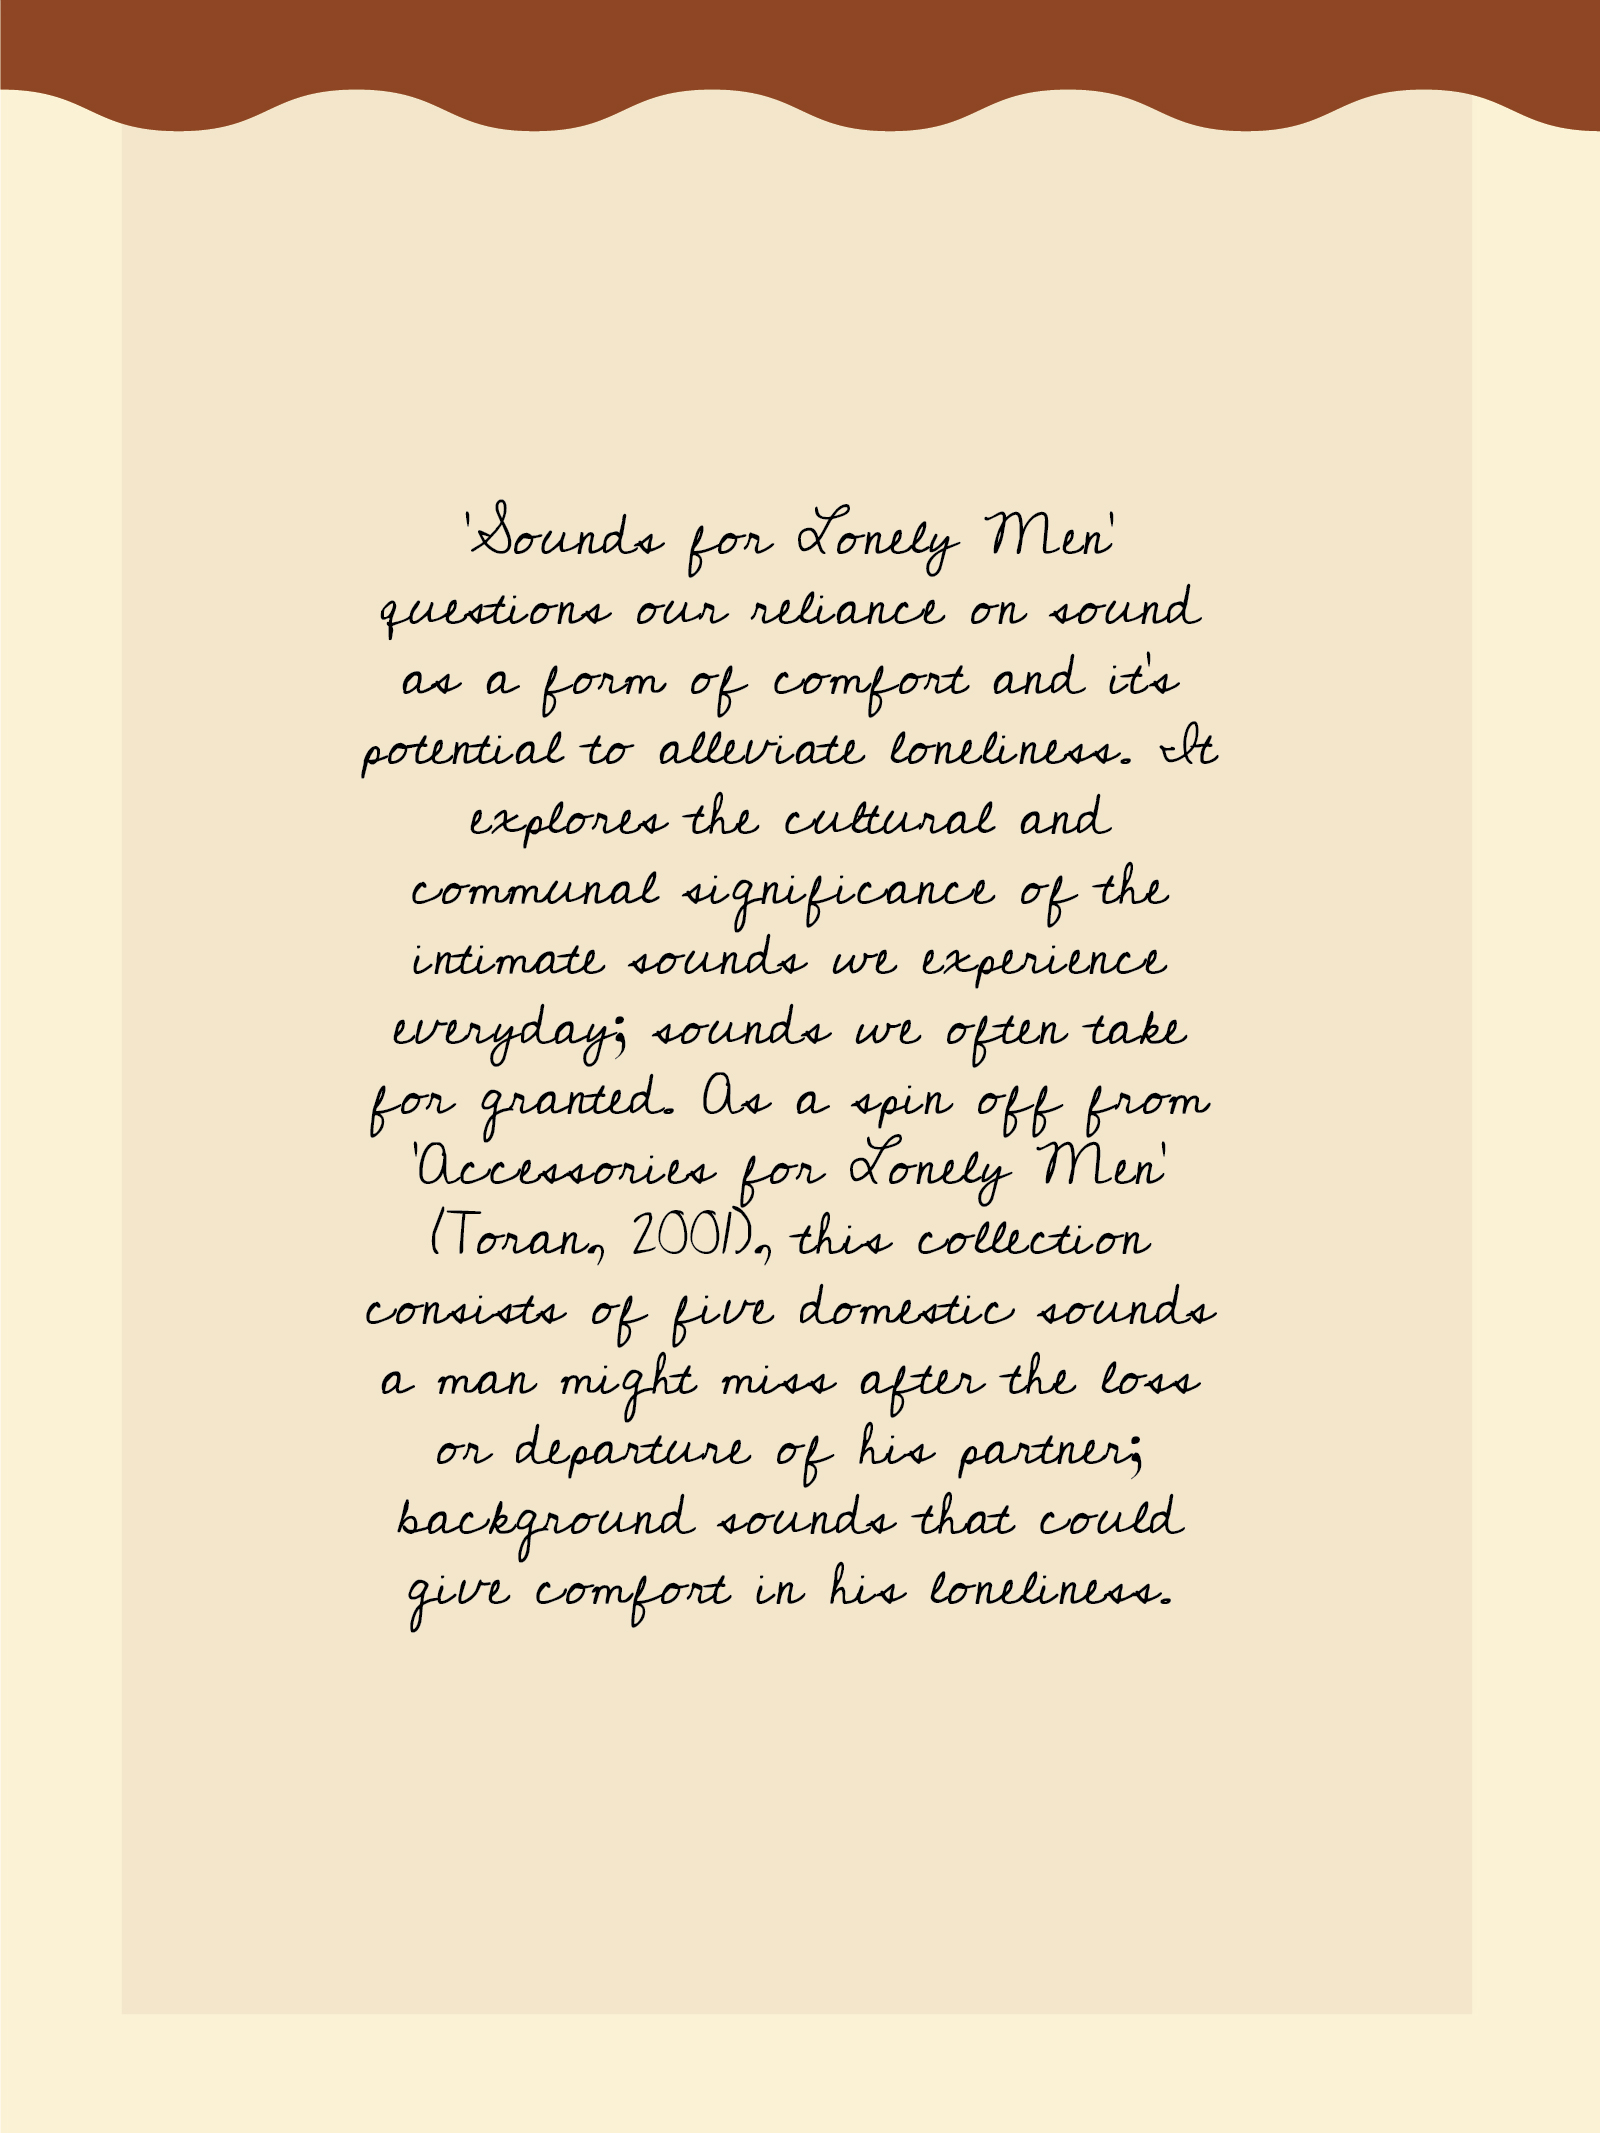 'Sounds for Lonely Men'
questions our reliance on sound
as a form of comfort and it's
potential to alleviate loneliness. It
explores the cultural and
communal significance of the
intimate sounds we experience
everyday; sounds we often take
for granted. As a spin off from
'Accessories for Lonely Men'
(Toran, 2001), this collection
consists of five domestic sounds
a man might miss after the loss
or departure of his partner;
background sounds that could
give comfort in his loneliness.